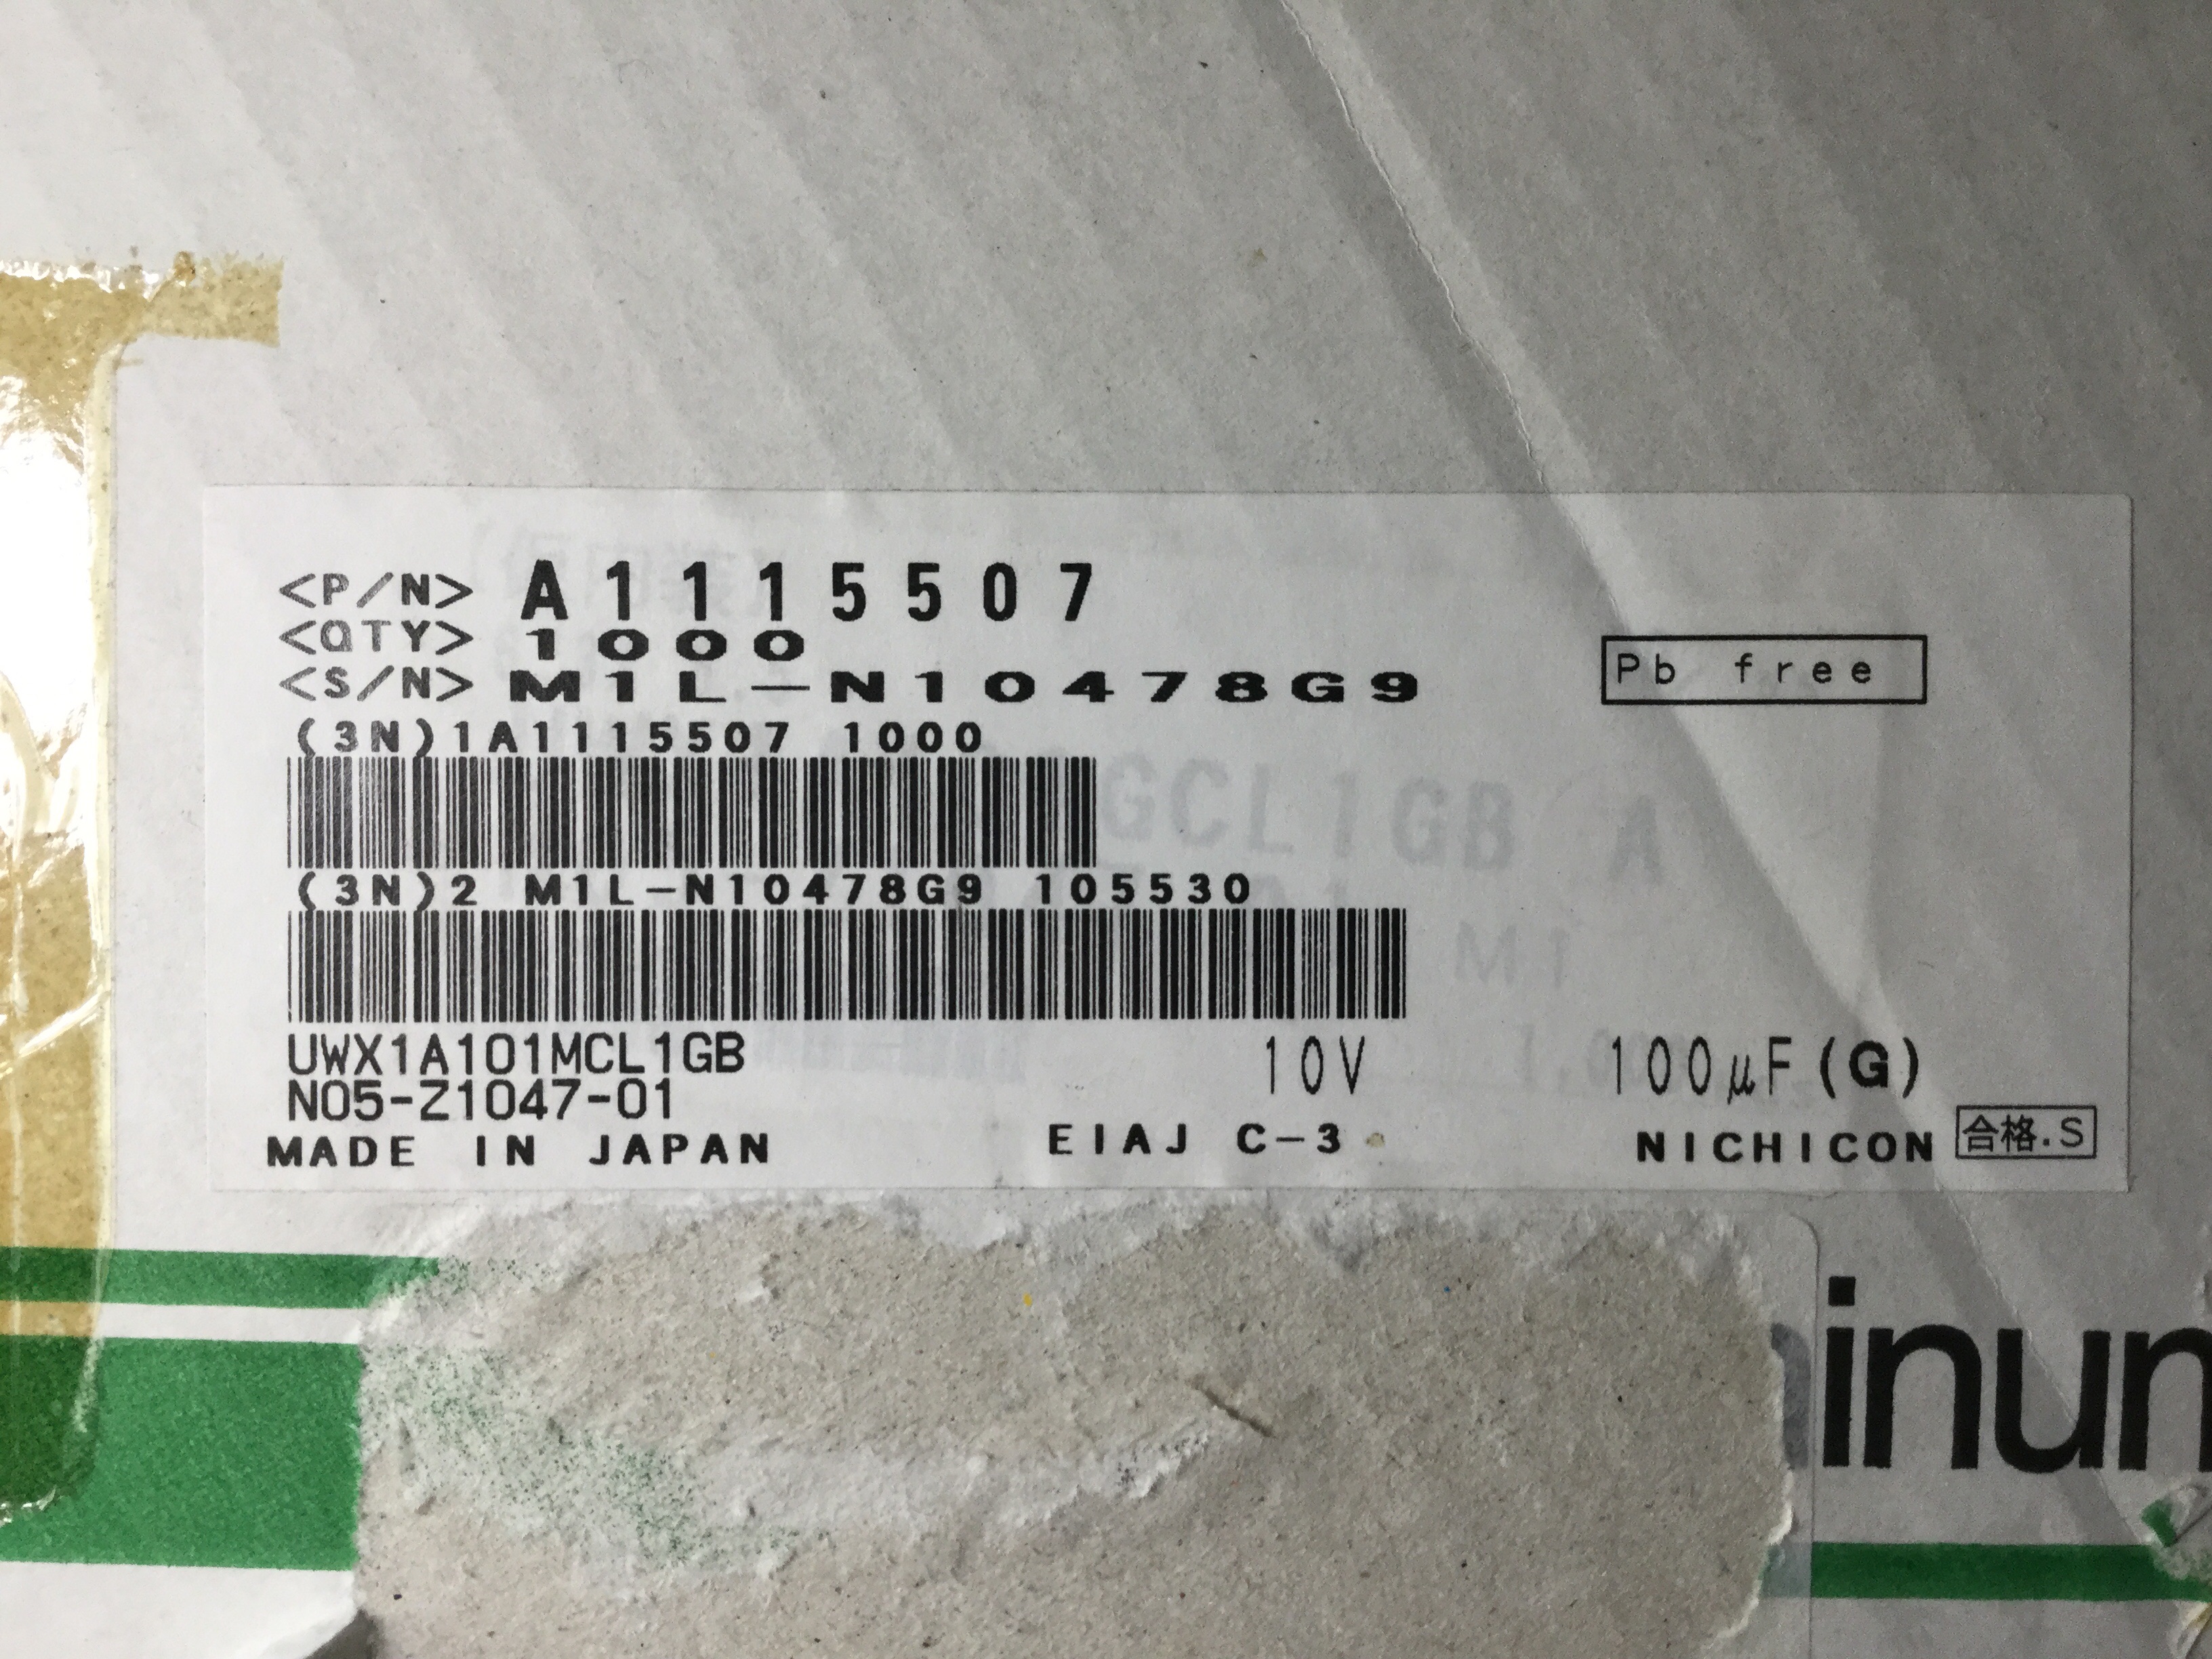 <P/N> A1115507
<QTY> 1000
<S/N> M1L-N10478G9
Pb free
(3N)1A1115507 1000
(3N)2 M1L-N10478G9 105530
UWX1A101MCL1GB 10V 100μF(G)
N05-Z1047-01
MADE IN JAPAN EIAJ C-3 NICHICON 合格.S